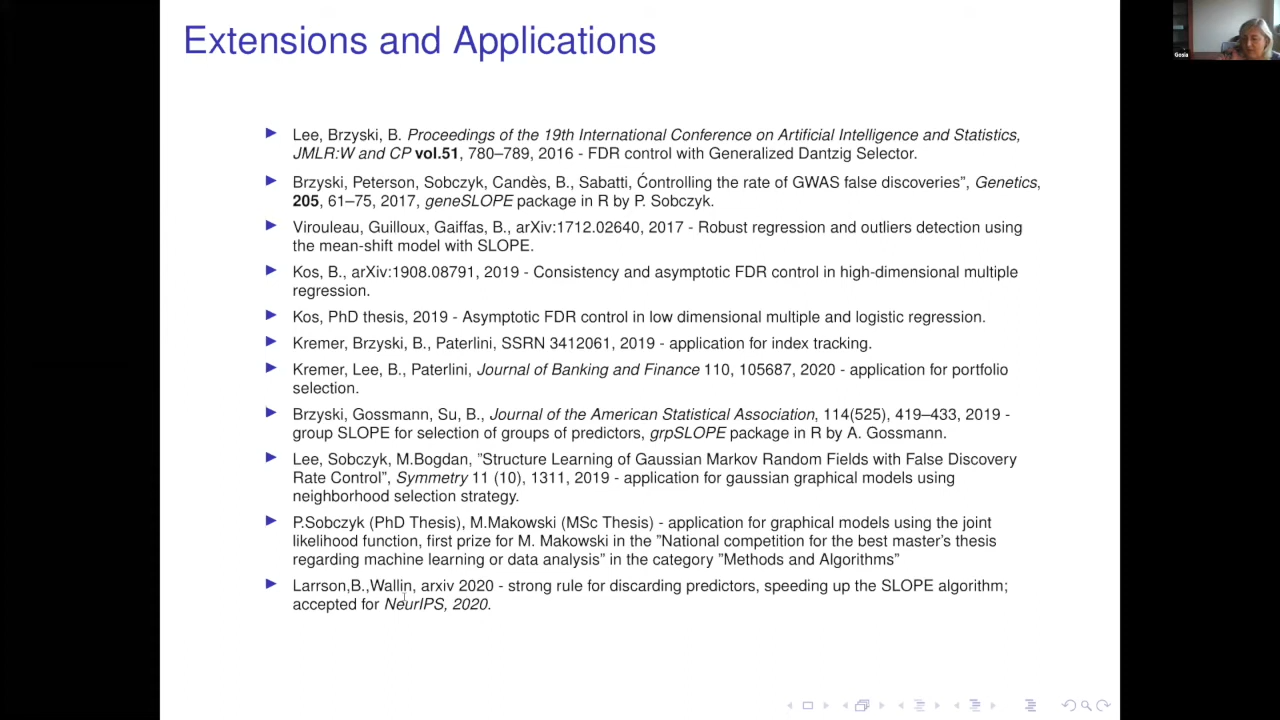 Extensions and Applications
Gosia
Lee, Brzyski, B. Proceedings of the 19th International Conference on Artificial Intelligence and Statistics,
JMLR:W and CP vol.51, 780–789, 2016 - FDR control with Generalized Dantzig Selector.
Brzyski, Peterson, Sobczyk, Candès, B., Sabatti, Ćontrolling the rate of GWAS false discoveries”, Genetics,
205, 61–75, 2017, geneSLOPE package in R by P. Sobczyk.
Virouleau, Guilloux, Gaiffas, B., arXiv:1712.02640, 2017 - Robust regression and outliers detection using
the mean-shift model with SLOPE.
Kos, B., arXiv:1908.08791, 2019 - Consistency and asymptotic FDR control in high-dimensional multiple
regression.
Kos, PhD thesis, 2019 - Asymptotic FDR control in low dimensional multiple and logistic regression.
Kremer, Brzyski, B., Paterlini, SSRN 3412061, 2019 - application for index tracking.
Kremer, Lee, B., Paterlini, Journal of Banking and Finance 110, 105687, 2020 - application for portfolio
selection.
Brzyski, Gossmann, Su, B., Journal of the American Statistical Association, 114(525), 419–433, 2019 -
group SLOPE for selection of groups of predictors, grpSLOPE package in R by A. Gossmann.
Lee, Sobczyk, M.Bogdan, ”Structure Learning of Gaussian Markov Random Fields with False Discovery
Rate Control”, Symmetry 11 (10), 1311, 2019 - application for gaussian graphical models using
neighborhood selection strategy.
P.Sobczyk (PhD Thesis), M.Makowski (MSc Thesis) - application for graphical models using the joint
likelihood function, first prize for M. Makowski in the ”National competition for the best master’s thesis
regarding machine learning or data analysis” in the category ”Methods and Algorithms”
Larrson,B.,Wallin, arxiv 2020 - strong rule for discarding predictors, speeding up the SLOPE algorithm;
accepted for NeurIPS, 2020.